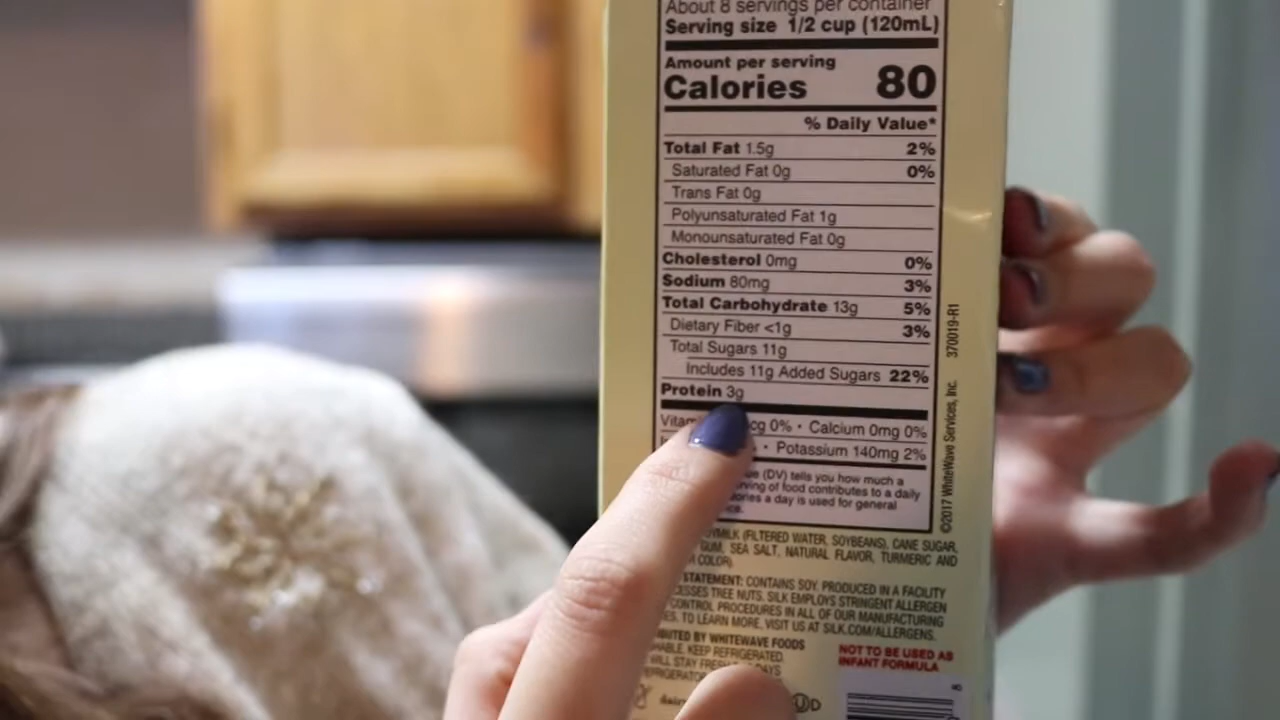 About 8 servings per container
Serving size 1/2 cup (120mL)
Amount per serving
Calories 80
% Daily Value*
Total Fat 1.5g 2%
Saturated Fat 0g 0%
Trans Fat 0g
Polyunsaturated Fat 1g
Monounsaturated Fat 0g
Cholesterol 0mg 0%
Sodium 80mg 3%
Total Carbohydrate 13g 5%
Dietary Fiber <1g 3%
Total Sugars 11g
Includes 11g Added Sugars 22%
Protein 3g
0% • Calcium 0mg 0%
• Potassium 140mg 2%
(DV) tells you how much a
of food contributes to a daily
a day is used for general
(FILTERED WATER, SOYBEANS), CANE SUGAR,
GUM, SEA SALT, NATURAL FLAVOR, TURMERIC AND
COLOR).
STATEMENT: CONTAINS SOY. PRODUCED IN A FACILITY
TREE NUTS. SILK EMPLOYS STRINGENT ALLERGEN
CONTROL PROCEDURES IN ALL OF OUR MANUFACTURING
TO LEARN MORE, VISIT US AT SILK.COM/ALLERGENS.
BY WHITEWAVE FOODS
KEEP REFRIGERATED.
WILL STAY FRESH DAYS
NOT TO BE USED AS
INFANT FORMULA
©2017 WhiteWave Services, Inc. 370019-R1